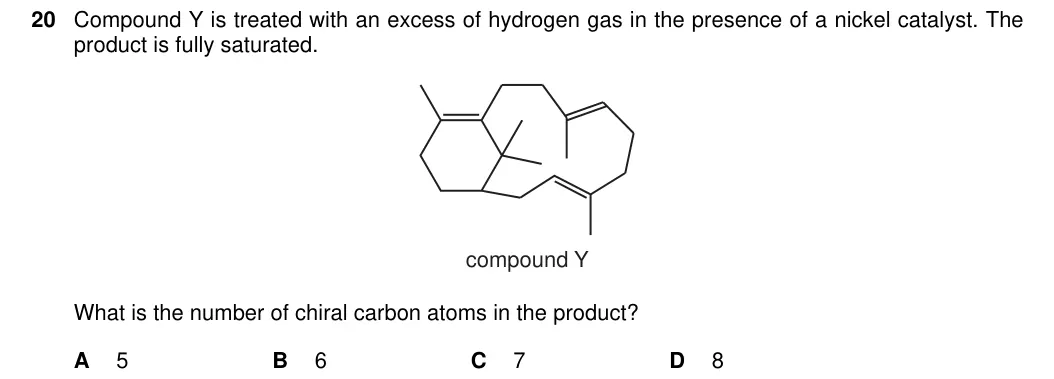 20 Compound Y is treated with an excess of hydrogen gas in the presence of a nickel catalyst. The
product is fully saturated.
compound Y
What is the number of chiral carbon atoms in the product?
A 5 B 6 C 7 D 8